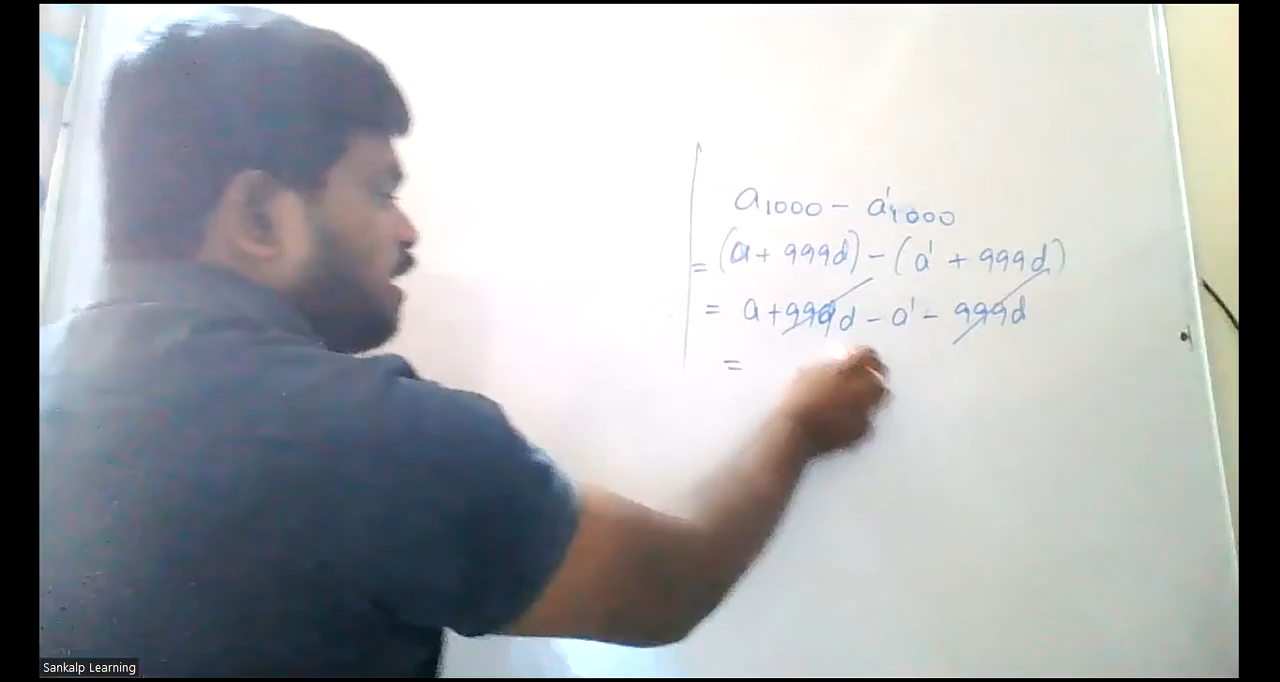 a₁₀₀₀ − a'₁₀₀₀
= (a + 999d) − (a' + 999d)
= a + 999d − a' − 999d
=
Sankalp Learning